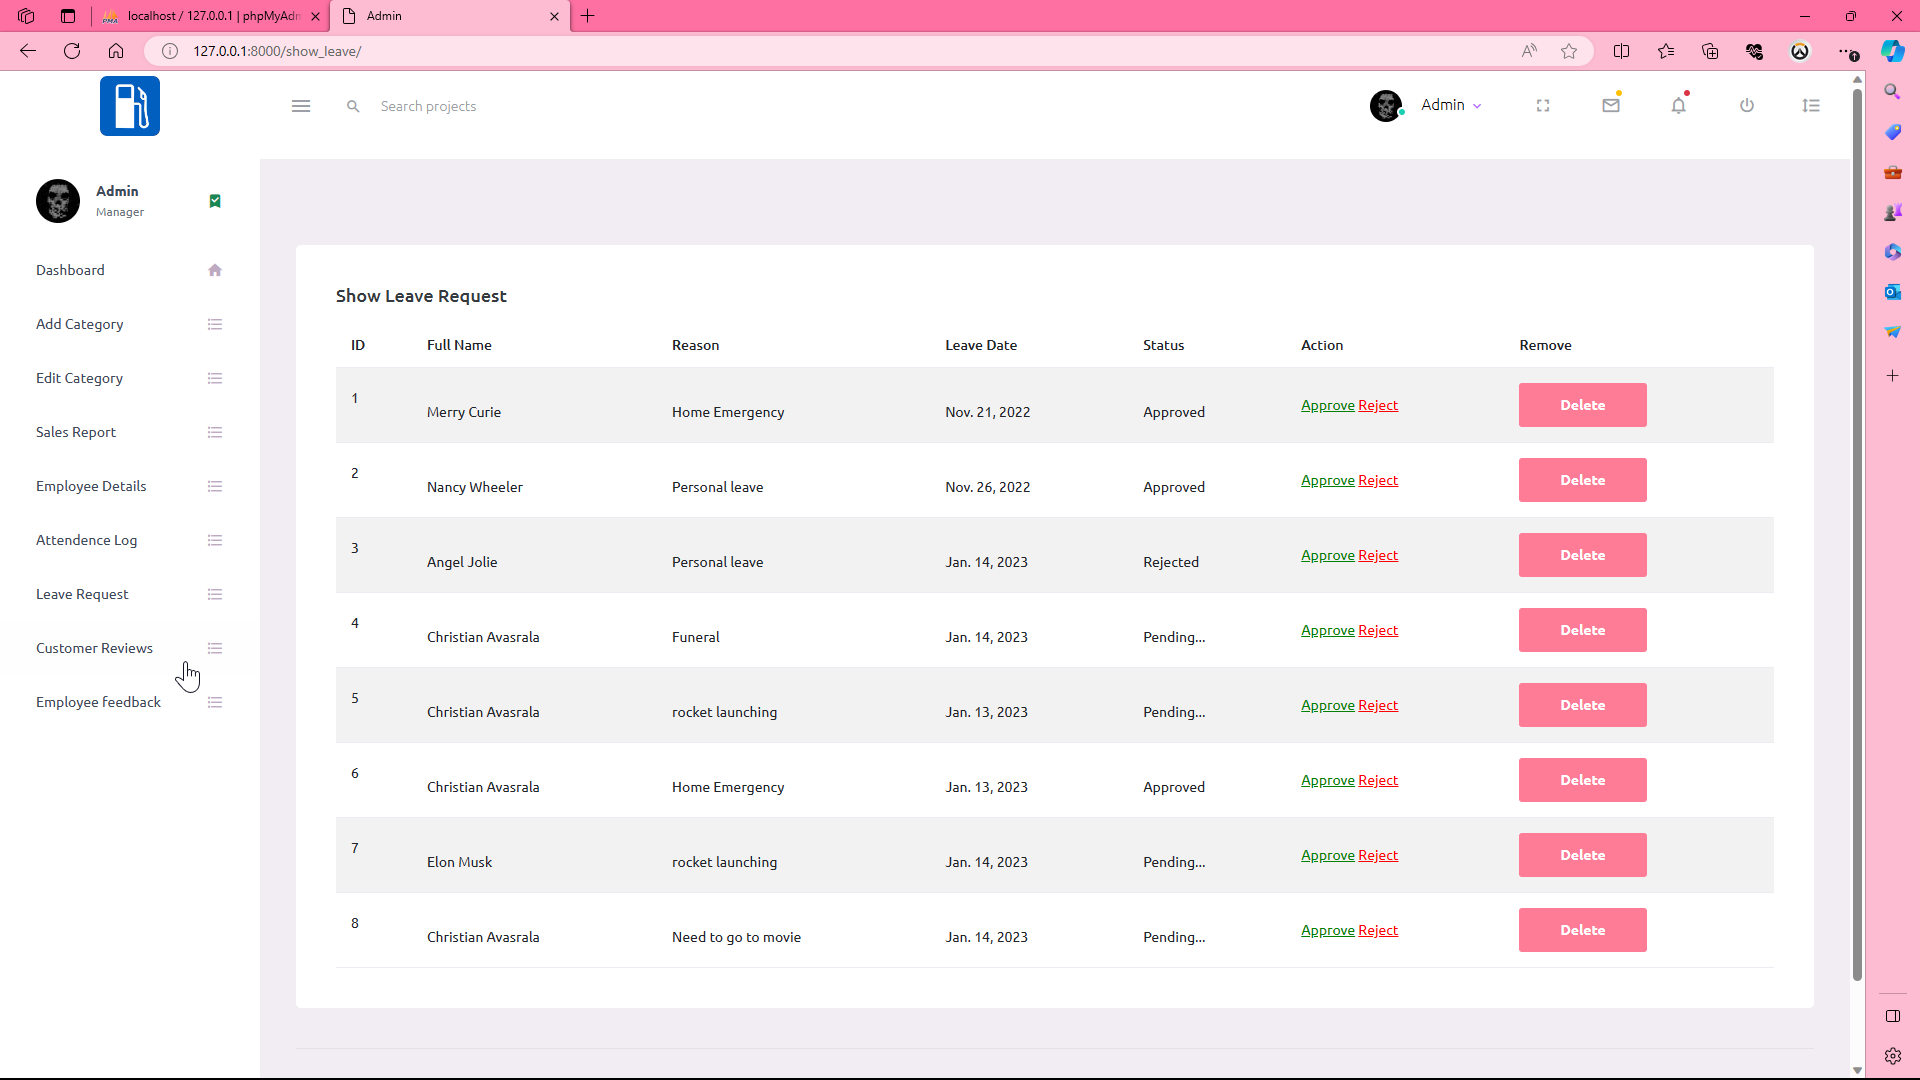 localhost / 127.0.0.1 | phpMyAdm
Admin
127.0.0.1:8000/show_leave/
Search projects
Admin
Admin
Manager
Dashboard
Add Category
Edit Category
Sales Report
Employee Details
Attendence Log
Leave Request
Customer Reviews
Employee feedback
Show Leave Request
ID Full Name Reason Leave Date Status Action Remove
1 Merry Curie Home Emergency Nov. 21, 2022 Approved Approve Reject Delete
2 Nancy Wheeler Personal leave Nov. 26, 2022 Approved Approve Reject Delete
3 Angel Jolie Personal leave Jan. 14, 2023 Rejected Approve Reject Delete
4 Christian Avasrala Funeral Jan. 14, 2023 Pending... Approve Reject Delete
5 Christian Avasrala rocket launching Jan. 13, 2023 Pending... Approve Reject Delete
6 Christian Avasrala Home Emergency Jan. 13, 2023 Approved Approve Reject Delete
7 Elon Musk rocket launching Jan. 14, 2023 Pending... Approve Reject Delete
8 Christian Avasrala Need to go to movie Jan. 14, 2023 Pending... Approve Reject Delete